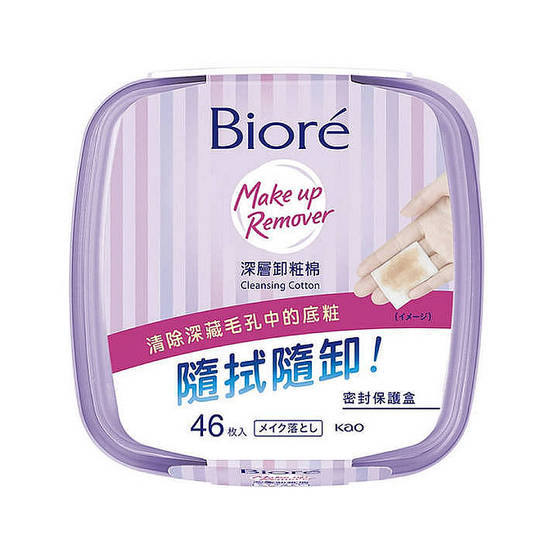 Bioré
Make up
Remover
深層卸粧棉
Cleansing Cotton
(イメージ)
清除深藏毛孔中的底粧
隨拭隨卸!
密封保護盒
46枚入 メイク落とし Kao
Make up